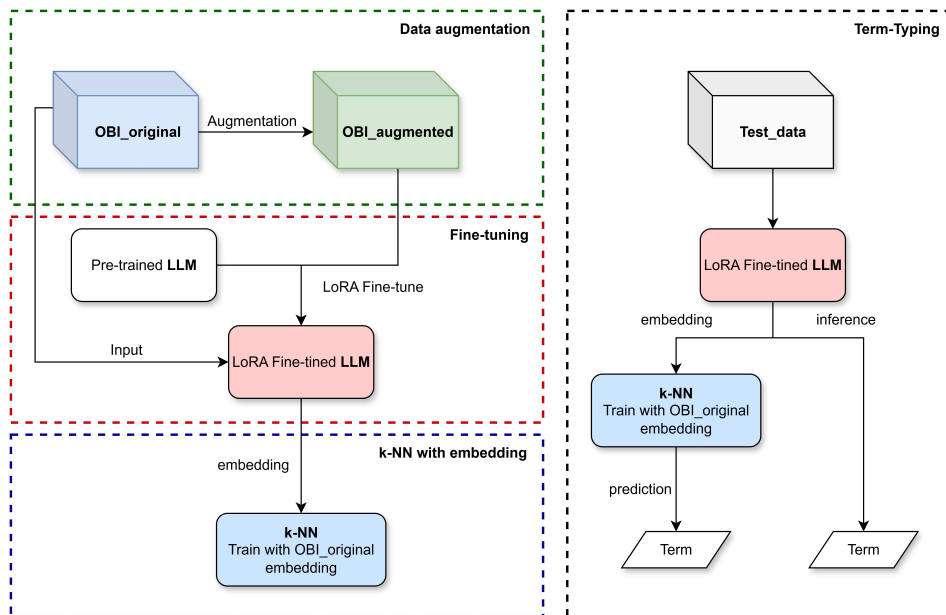 Data augmentation
OBI_original
Augmentation
OBI_augmented
Fine-tuning
Pre-trained LLM
LoRA Fine-tune
Input
LoRA Fine-tined LLM
k-NN with embedding
embedding
k-NN
Train with OBI_original
embedding
Term-Typing
Test_data
LoRA Fine-tined LLM
embedding
inference
k-NN
Train with OBI_original
embedding
prediction
Term
Term